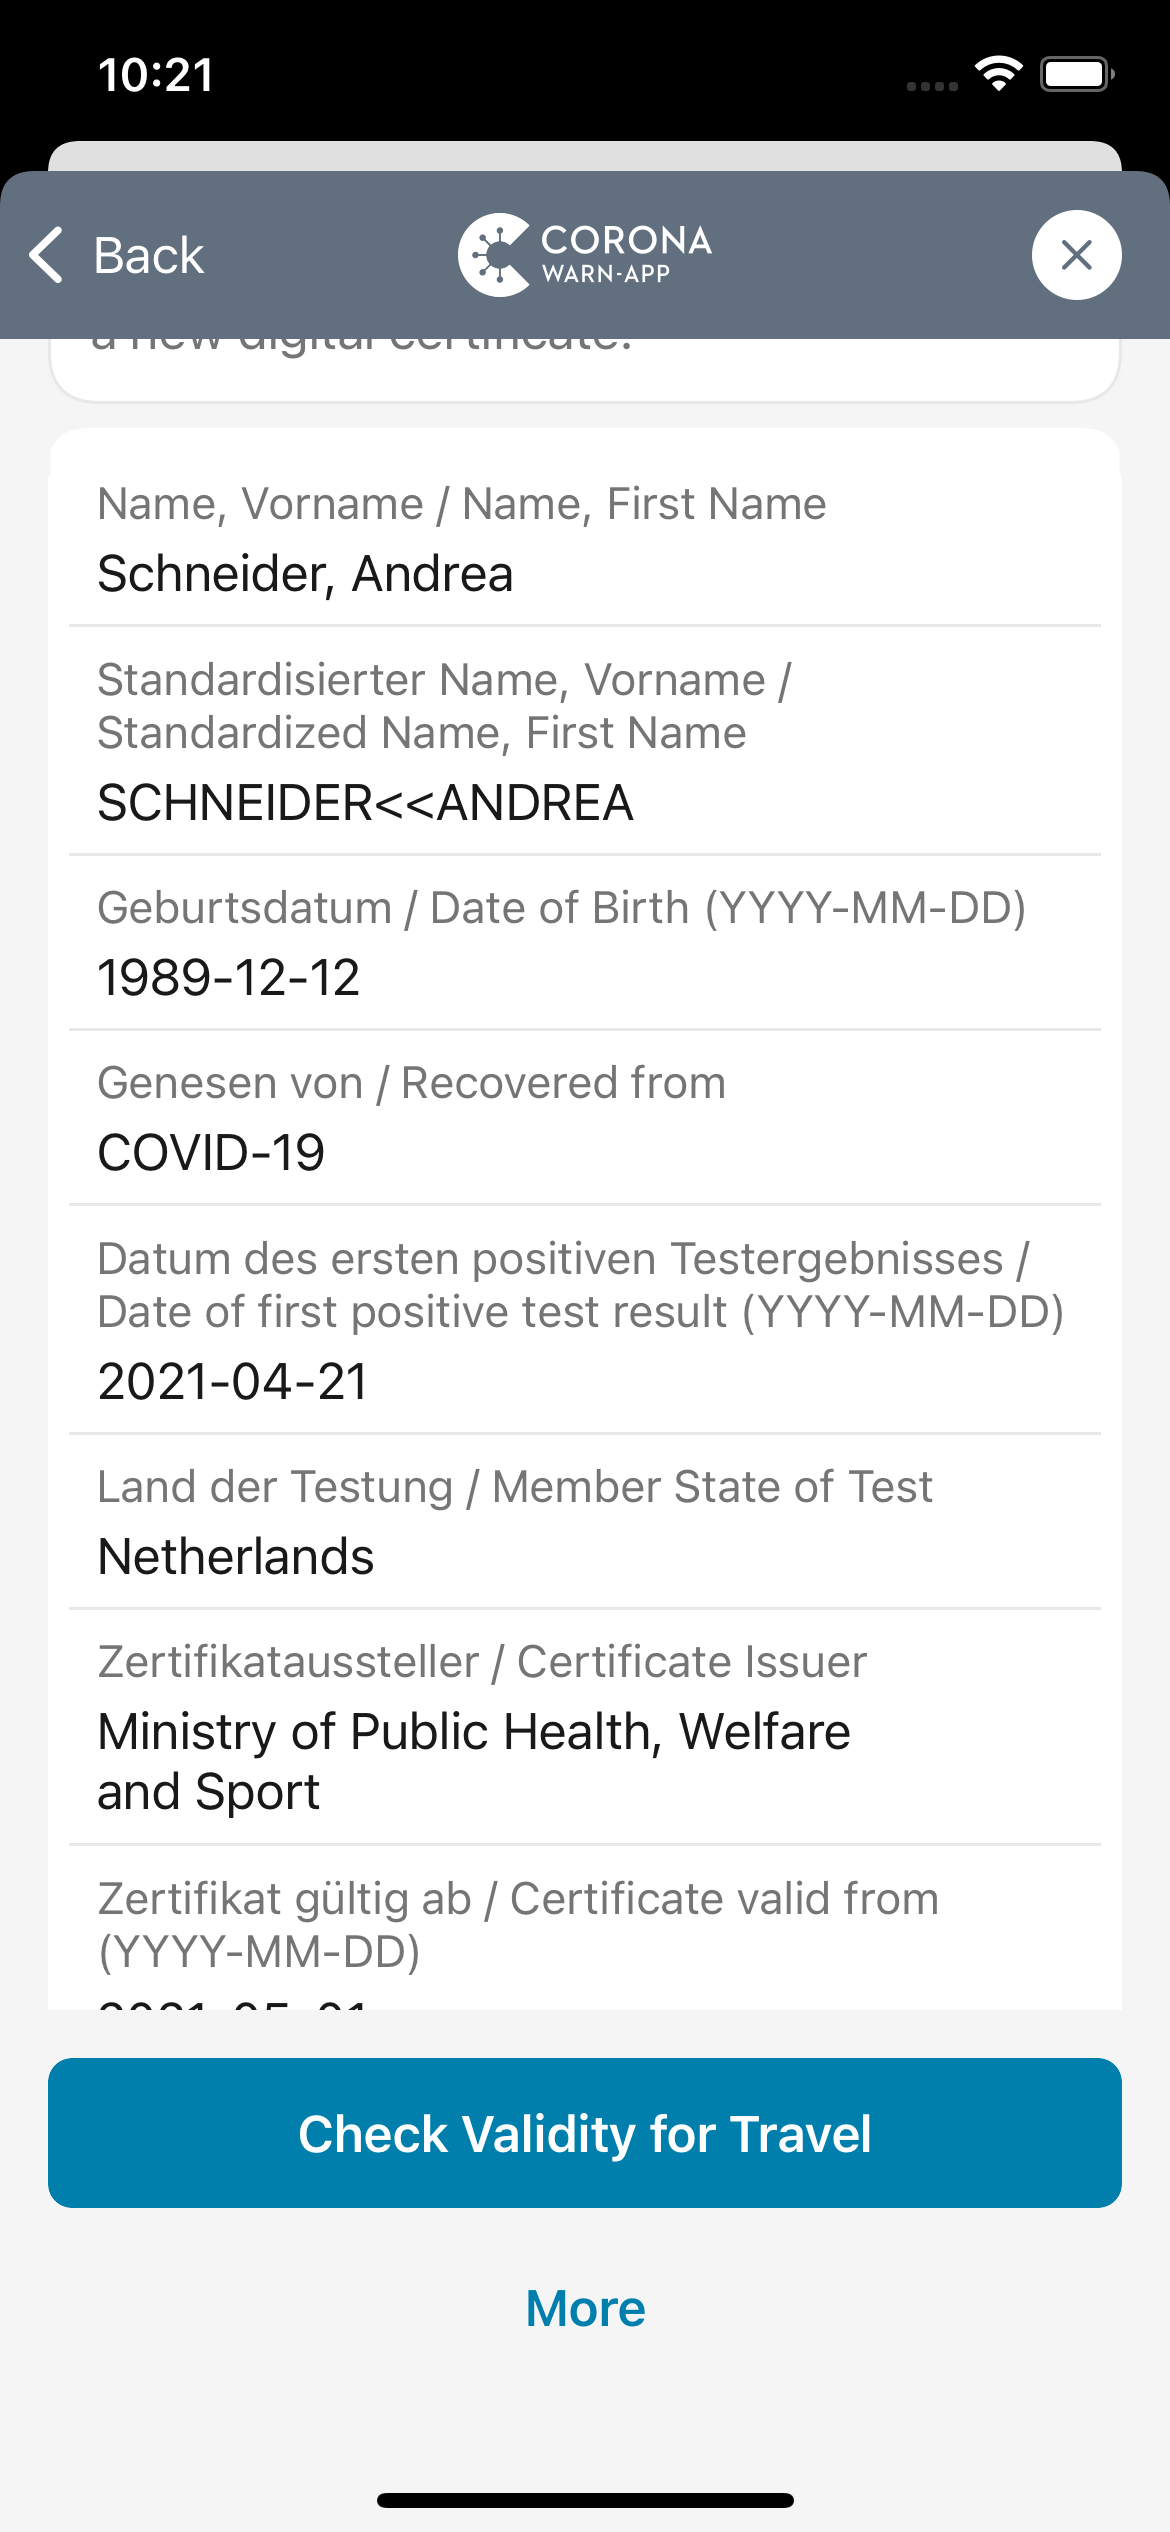 10:21
Back
CORONA
WARN-APP
a new digital certificate.
Name, Vorname / Name, First Name
Schneider, Andrea
Standardisierter Name, Vorname /
Standardized Name, First Name
SCHNEIDER<<ANDREA
Geburtsdatum / Date of Birth (YYYY-MM-DD)
1989-12-12
Genesen von / Recovered from
COVID-19
Datum des ersten positiven Testergebnisses /
Date of first positive test result (YYYY-MM-DD)
2021-04-21
Land der Testung / Member State of Test
Netherlands
Zertifikataussteller / Certificate Issuer
Ministry of Public Health, Welfare
and Sport
Zertifikat gültig ab / Certificate valid from
(YYYY-MM-DD)
Check Validity for Travel
More